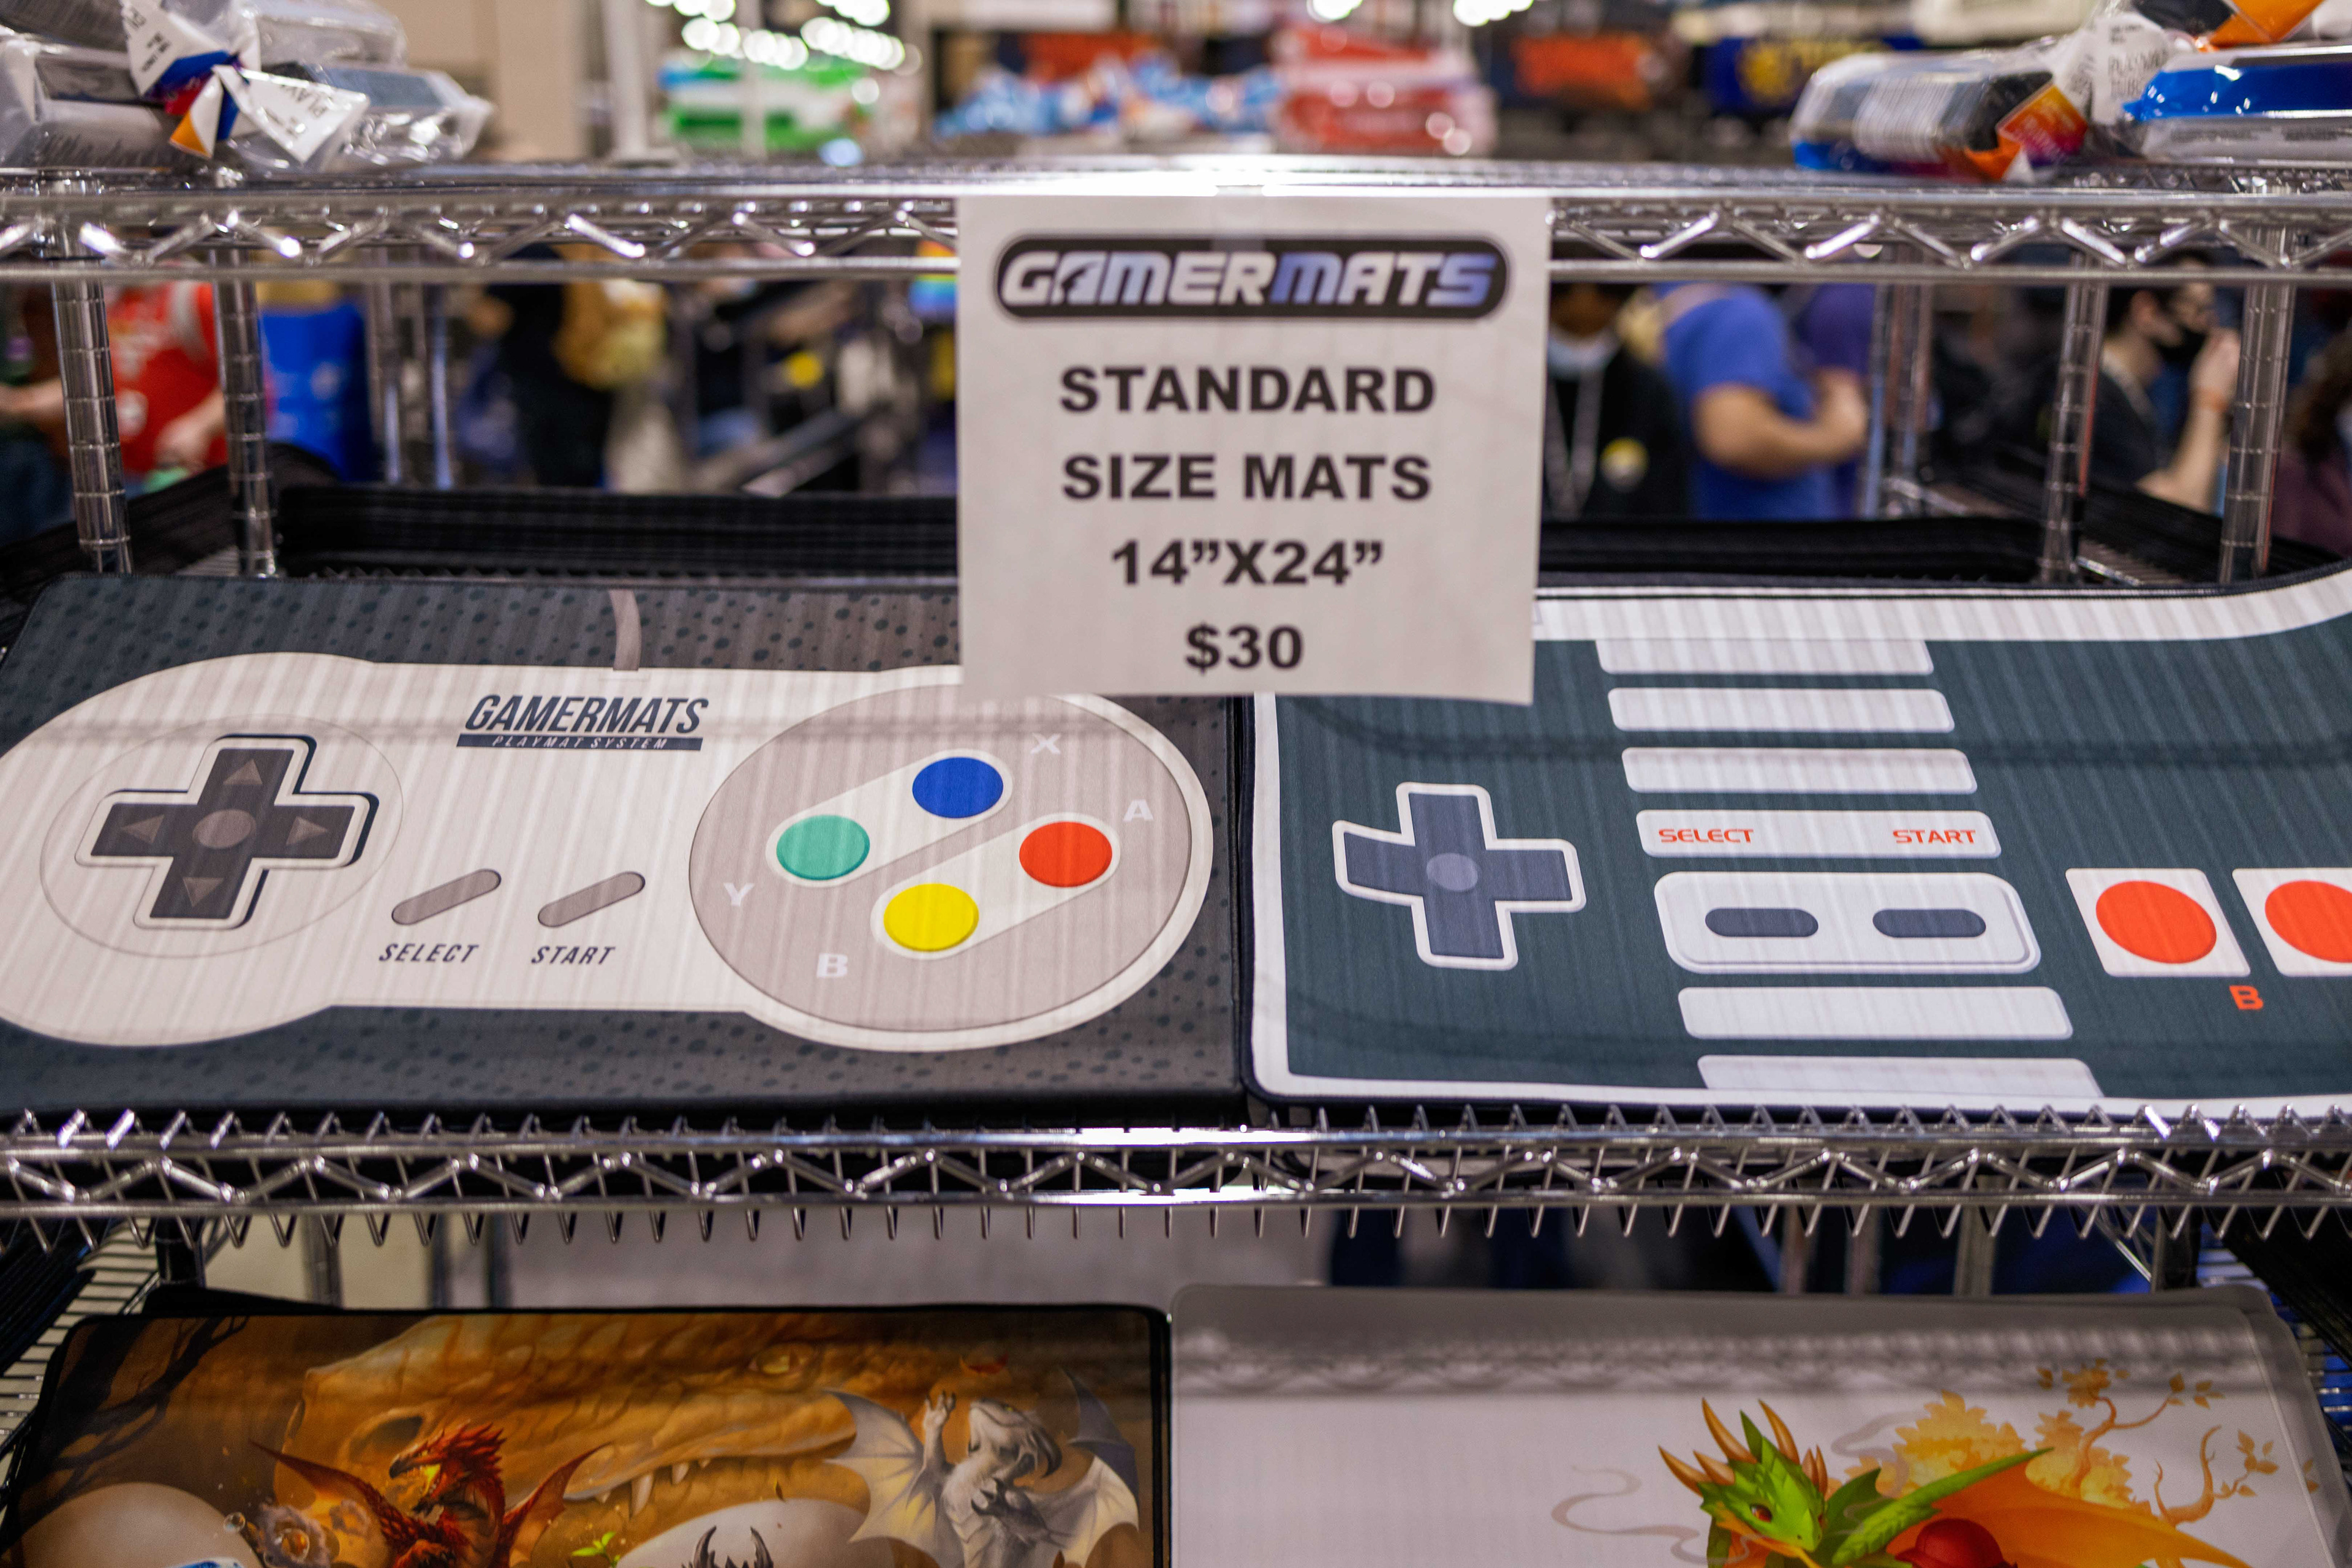 GAMERMATS
STANDARD
SIZE MATS
14”X24”
$30
GAMERMATS
PLAYMAT SYSTEM
X
A
Y
B
SELECT START
SELECT START
B